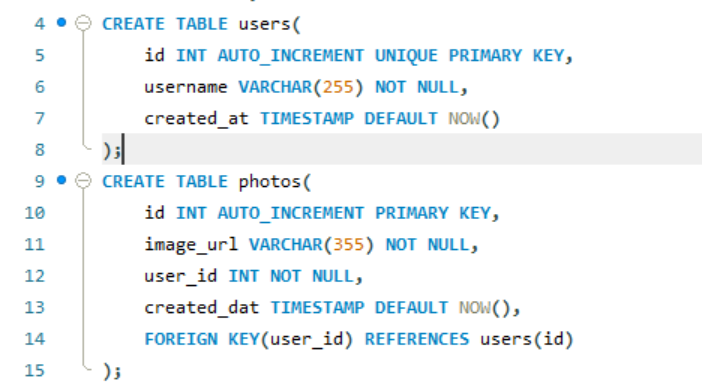 4 CREATE TABLE users(
5 id INT AUTO_INCREMENT UNIQUE PRIMARY KEY,
6 username VARCHAR(255) NOT NULL,
7 created_at TIMESTAMP DEFAULT NOW()
8 );
9 CREATE TABLE photos(
10 id INT AUTO_INCREMENT PRIMARY KEY,
11 image_url VARCHAR(355) NOT NULL,
12 user_id INT NOT NULL,
13 created_dat TIMESTAMP DEFAULT NOW(),
14 FOREIGN KEY(user_id) REFERENCES users(id)
15 );